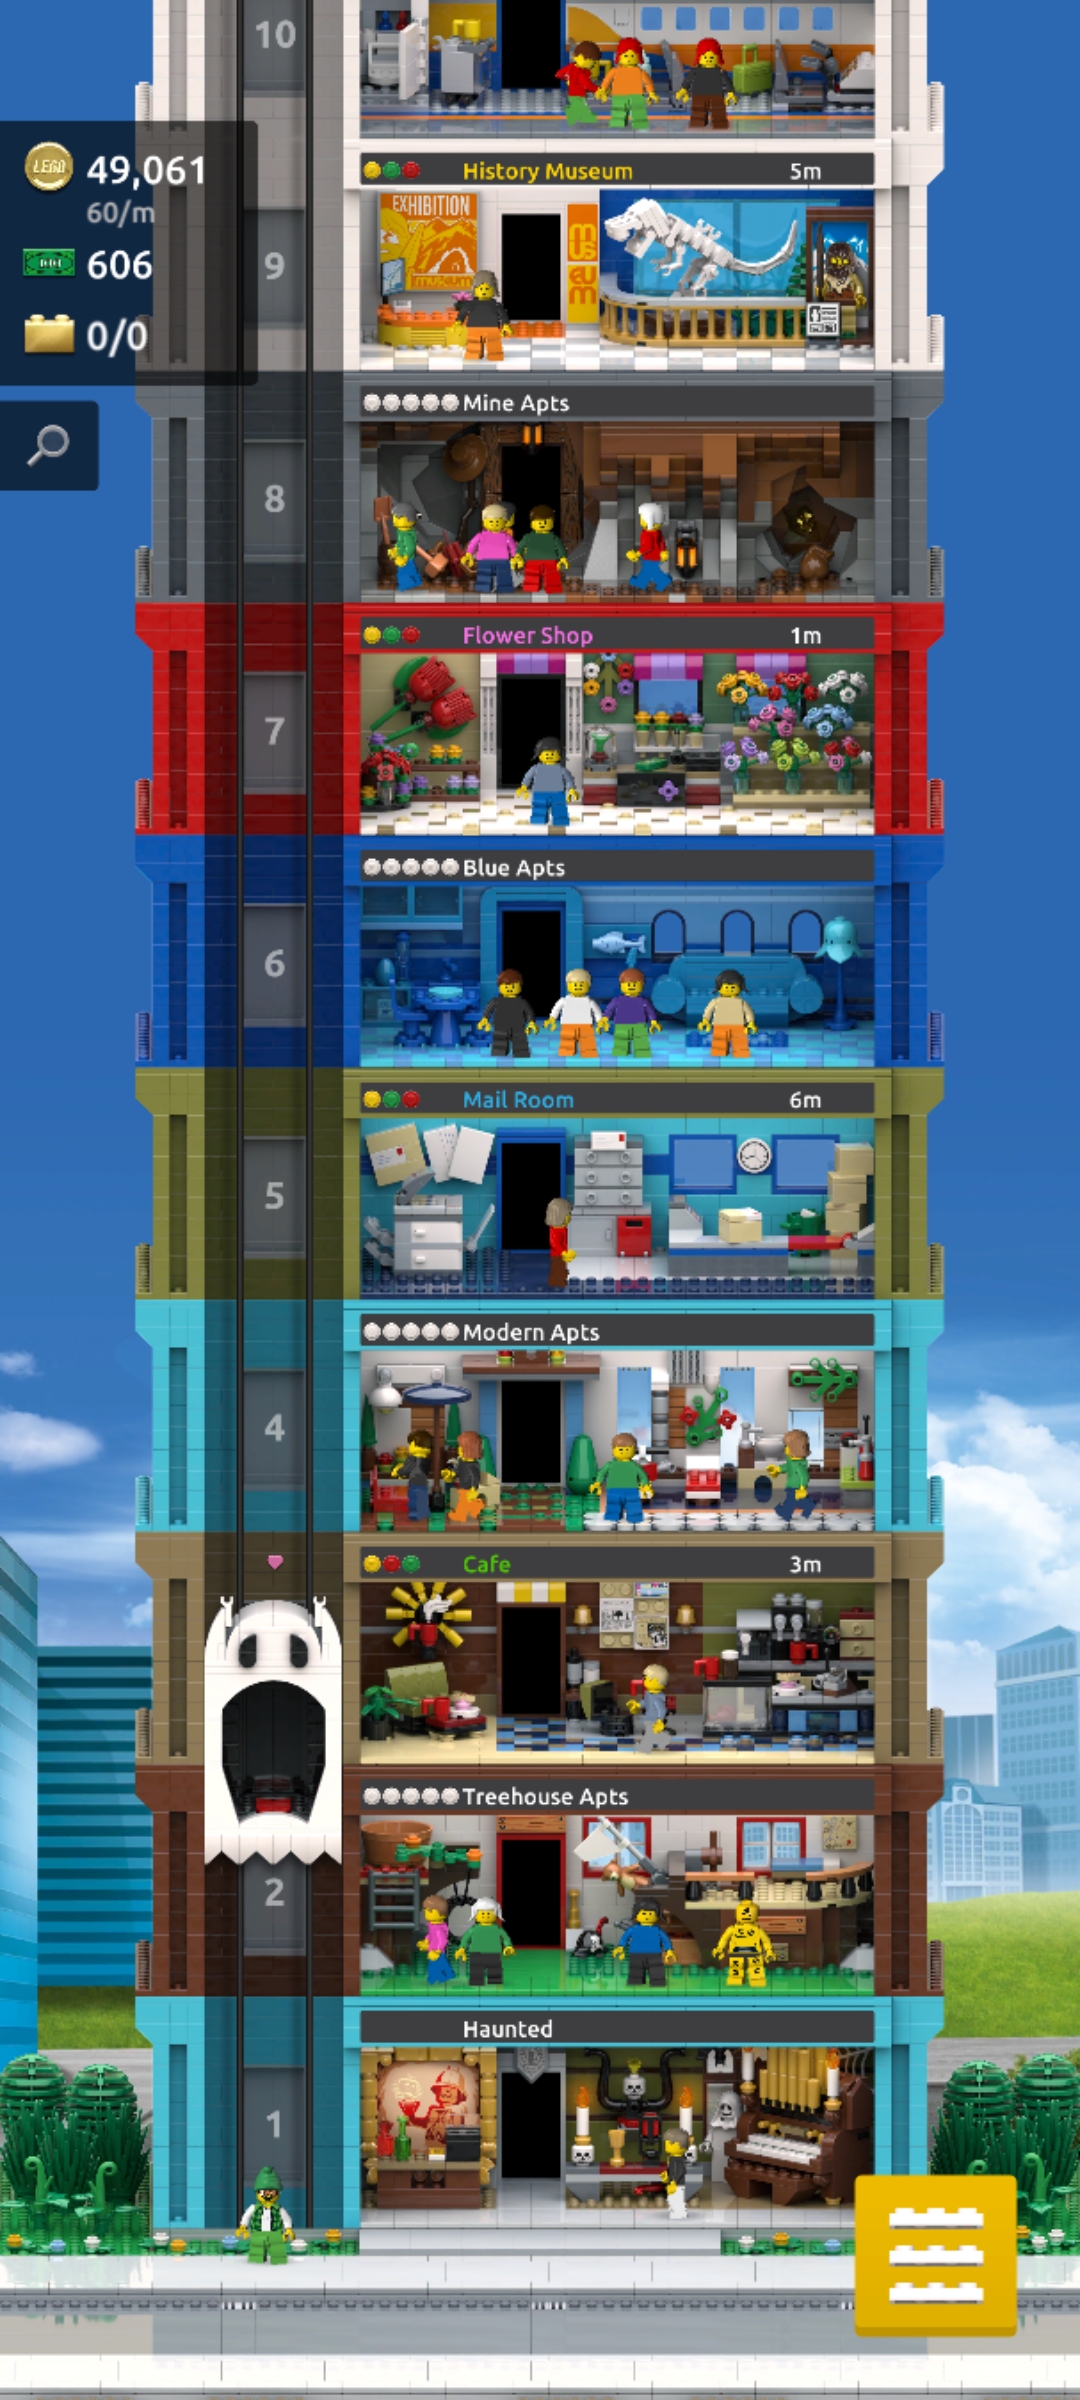 10
LEGO
49,061
60/m
606
0/0
History Museum 5m
EXHIBITION
museum
mus
eum
9
Mine Apts
8
Flower Shop 1m
7
Blue Apts
6
Mail Room 6m
5
Modern Apts
4
Cafe 3m
Treehouse Apts
2
Haunted
1